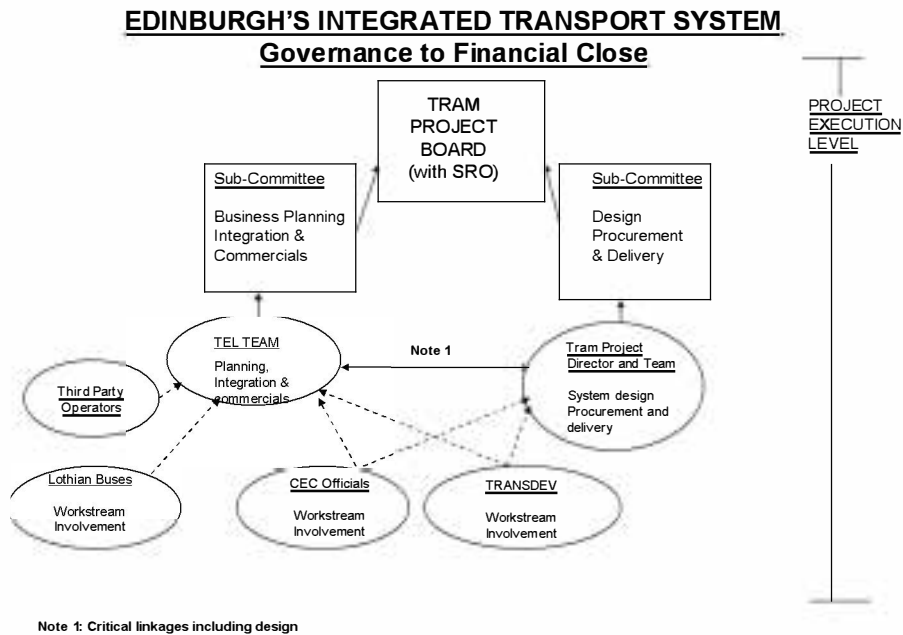 EDINBURGH'S INTEGRATED TRANSPORT SYSTEM
Governance to Financial Close
TRAM
PROJECT
BOARD
(with SRO)
PROJECT
EXECUTION
LEVEL
Sub-Committee
Business Planning
Integration &
Commercials
Sub-Committee
Design
Procurement
& Delivery
TEL TEAM
Planning,
Integration &
commercials
Note 1
Tram Project
Director and Team
System design
Procurement and
delivery
Third Party
Operators
Lothian Buses
Workstream
Involvement
CEC Officials
Workstream
Involvement
TRANSDEV
Workstream
Involvement
Note 1: Critical linkages including design